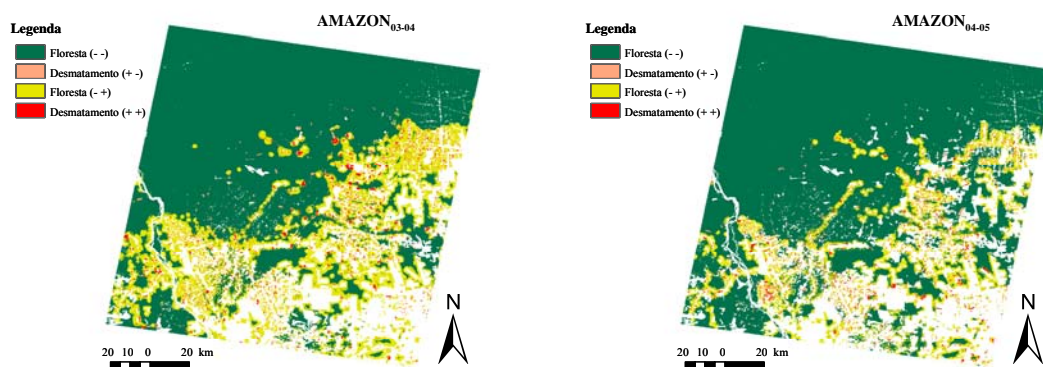 AMAZON03-04
Legenda
Floresta (- -)
Desmatamento (+ -)
Floresta (- +)
Desmatamento (+ +)
N
20 10 0 20 km
AMAZON04-05
Legenda
Floresta (- -)
Desmatamento (+ -)
Floresta (- +)
Desmatamento (+ +)
N
20 10 0 20 km